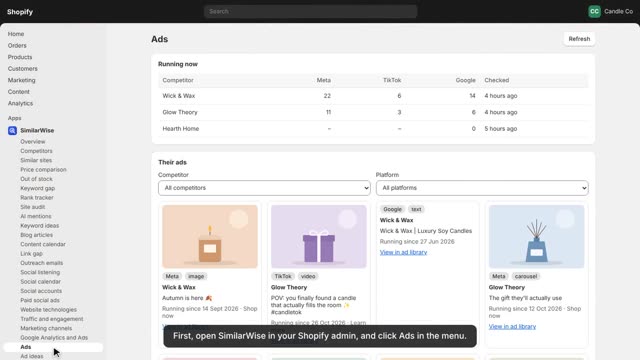 Shopify
Search
CC
Candle Co
Home
Orders
Products
Customers
Marketing
Content
Analytics
Apps
SimilarWise
Overview
Competitors
Similar sites
Price comparison
Out of stock
Keyword gap
Rank tracker
Site audit
AI mentions
Keyword ideas
Blog articles
Content calendar
Link gap
Outreach emails
Social listening
Social calendar
Social accounts
Paid social ads
Website technologies
Traffic and engagement
Marketing channels
Google Analytics and Ads
Ads
Ad ideas
Ads
Refresh
Running now
Competitor Meta TikTok Google Checked
Wick & Wax 22 6 14 4 hours ago
Glow Theory 11 3 6 4 hours ago
Hearth Home – – 0 5 hours ago
Their ads
Competitor
All competitors
Platform
All platforms
Meta image
Wick & Wax
Autumn is here 🍂
Running since 14 Sept 2026 · Shop
TikTok video
Glow Theory
POV: you finally found a candle
that actually fills the room ✨
#candletok
Google text
Wick & Wax
Wick & Wax | Luxury Soy Candles
Running since 27 Jun 2026
View in ad library
Meta carousel
Glow Theory
The gift they'll actually use
Running since 2 Oct 2026 · Shop
now
View in ad library
First, open SimilarWise in your Shopify admin, and click Ads in the menu.